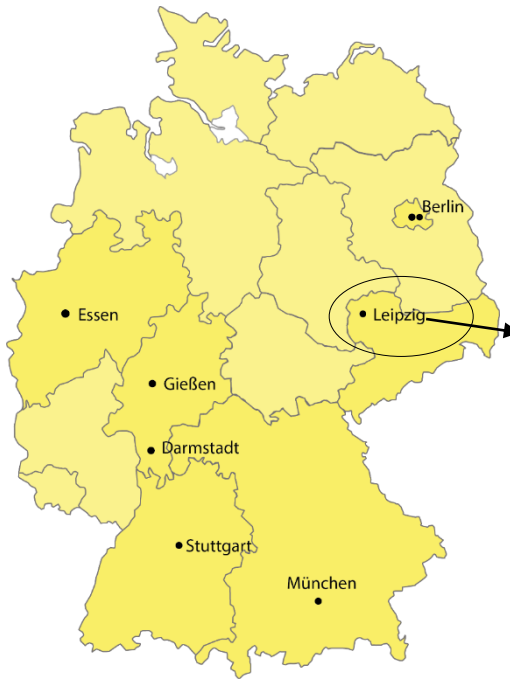 Berlin
Essen
Leipzig
Gießen
Darmstadt
Stuttgart
München